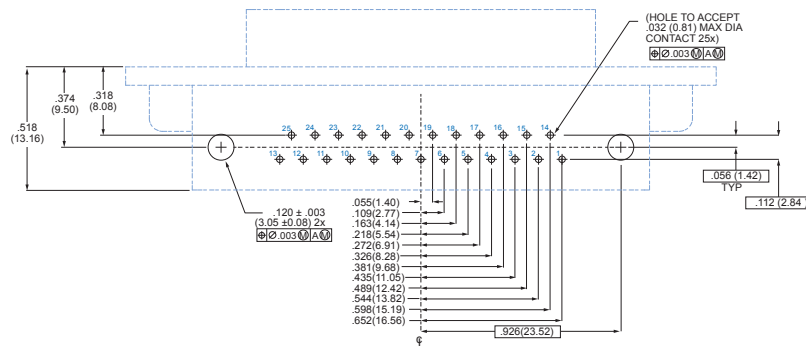 (HOLE TO ACCEPT
.032 (0.81) MAX DIA
CONTACT 25x)
⌖ Ø.003 Ⓜ A Ⓜ
.518
(13.16)
.374
(9.50)
.318
(8.08)
25 24 23 22 21 20 19 18 17 16 15 14
13 12 11 10 9 8 7 6 5 4 3 2 1
.056 (1.42)
TYP
.112 (2.84
.120 ± .003
(3.05 ±0.08) 2x
⌖ Ø.003 Ⓜ A Ⓜ
.055(1.40)
.109(2.77)
.163(4.14)
.218(5.54)
.272(6.91)
.326(8.28)
.381(9.68)
.435(11.05)
.489(12.42)
.544(13.82)
.598(15.19)
.652(16.56)
.926(23.52)
℄